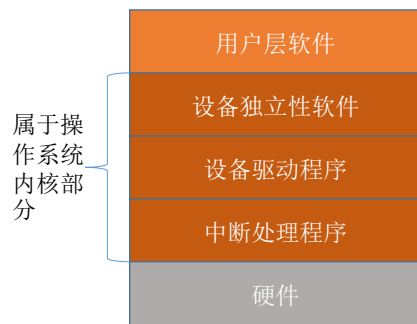 用户层软件
设备独立性软件
属于操
作系统
内核部
分
设备驱动程序
中断处理程序
硬件